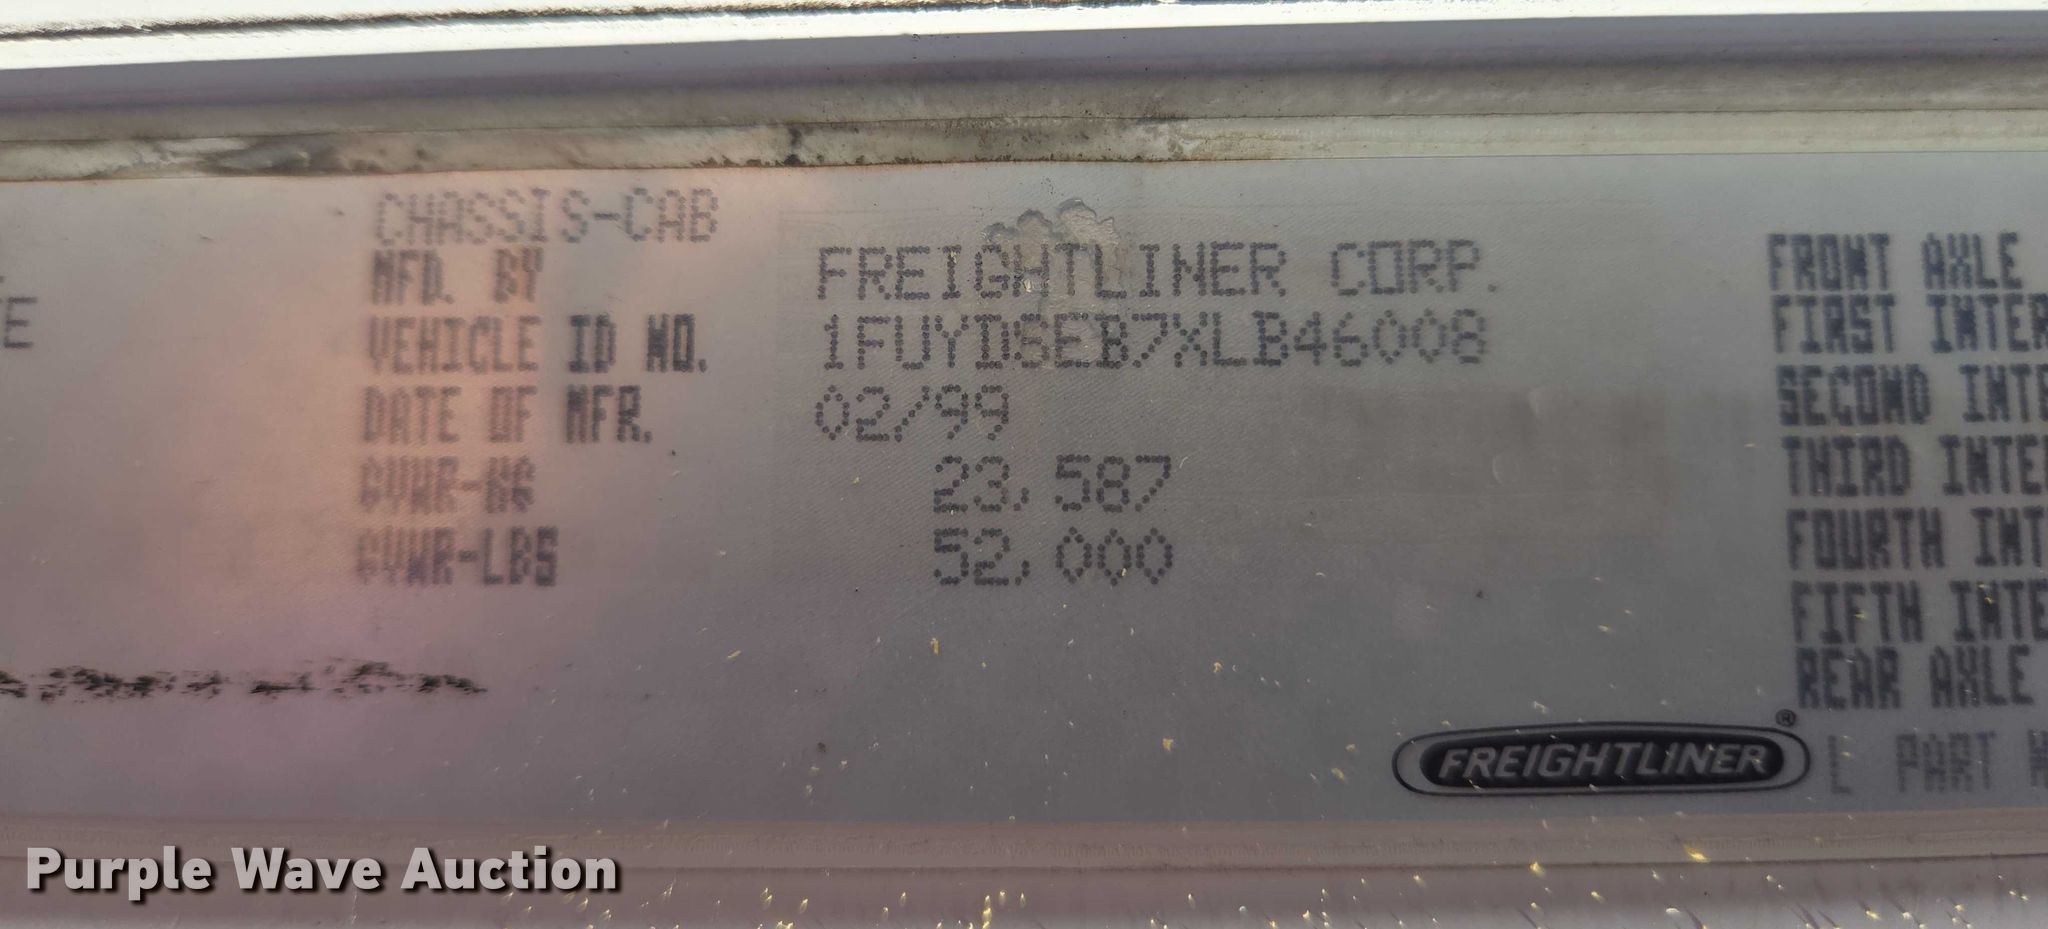 CHASSIS-CAB
MFD. BY FREIGHTLINER CORP.
VEHICLE ID NO. 1FUYDSEB7XLB46008
DATE OF MFR. 02/99
GVWR-KG 23,587
GVWR-LBS 52,000
FRONT AXLE
FIRST INTER
SECOND INTE
THIRD INTE
FOURTH INT
FIFTH INTE
REAR AXLE
FREIGHTLINER®
L PART
Purple Wave Auction